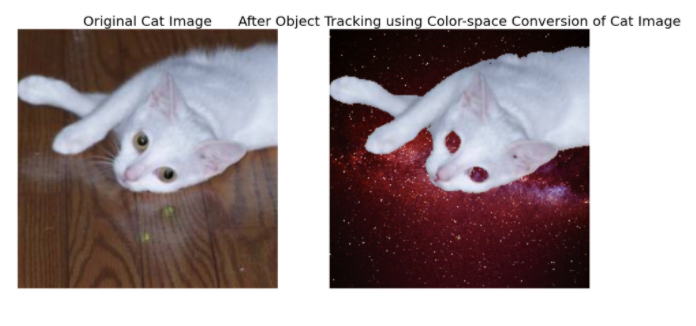 Original Cat Image
After Object Tracking using Color-space Conversion of Cat Image